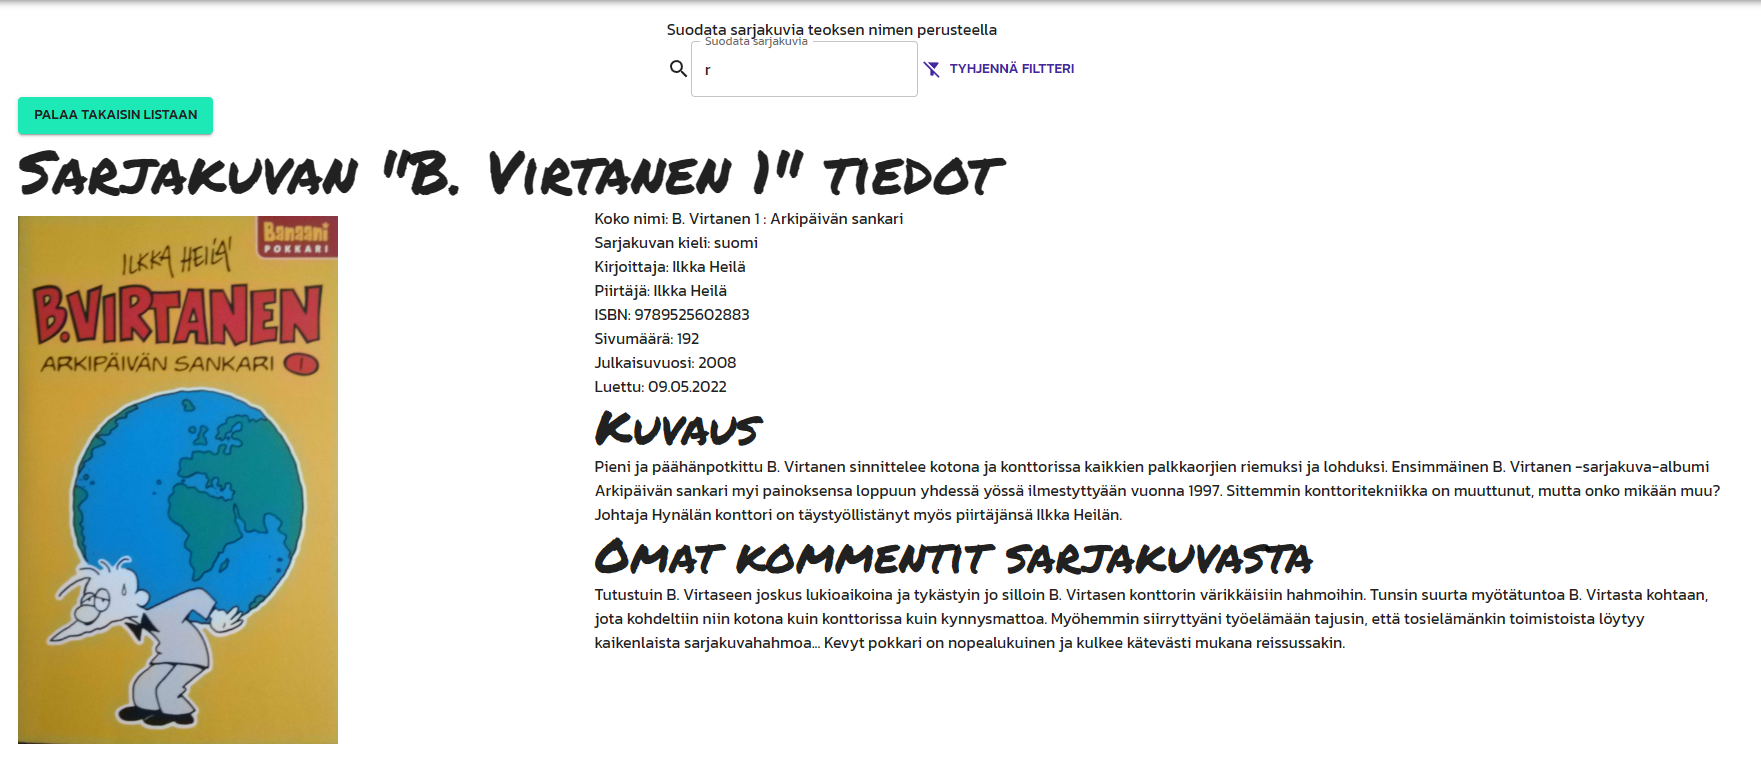 Suodata sarjakuvia teoksen nimen perusteella
Suodata sarjakuvia
r
TYHJENNÄ FILTTERI
PALAA TAKAISIN LISTAAN
Sarjakuvan "B. Virtanen 1" tiedot
Banaani
POKKARI
ILKKA HEILÄ
B.VIRTANEN
ARKIPÄIVÄN SANKARI 1
Koko nimi: B. Virtanen 1 : Arkipäivän sankari
Sarjakuvan kieli: suomi
Kirjoittaja: Ilkka Heilä
Piirtäjä: Ilkka Heilä
ISBN: 9789525602883
Sivumäärä: 192
Julkaisuvuosi: 2008
Luettu: 09.05.2022
Kuvaus
Pieni ja päähänpotkittu B. Virtanen sinnittelee kotona ja konttorissa kaikkien palkkaorjien riemuksi ja lohduksi. Ensimmäinen B. Virtanen -sarjakuva-albumi
Arkipäivän sankari myi painoksensa loppuun yhdessä yössä ilmestyttyään vuonna 1997. Sittemmin konttoritekniikka on muuttunut, mutta onko mikään muu?
Johtaja Hynälän konttori on täystyöllistänyt myös piirtäjänsä Ilkka Heilän.
Omat kommentit sarjakuvasta
Tutustuin B. Virtaseen joskus lukioaikoina ja tykästyin jo silloin B. Virtasen konttorin värikkäisiin hahmoihin. Tunsin suurta myötätuntoa B. Virtasta kohtaan,
jota kohdeltiin niin kotona kuin konttorissa kuin kynnysmattoa. Myöhemmin siirryttyäni työelämään tajusin, että tosielämänkin toimistoista löytyy
kaikenlaista sarjakuvahahmoa... Kevyt pokkari on nopealukuinen ja kulkee kätevästi mukana reissussakin.